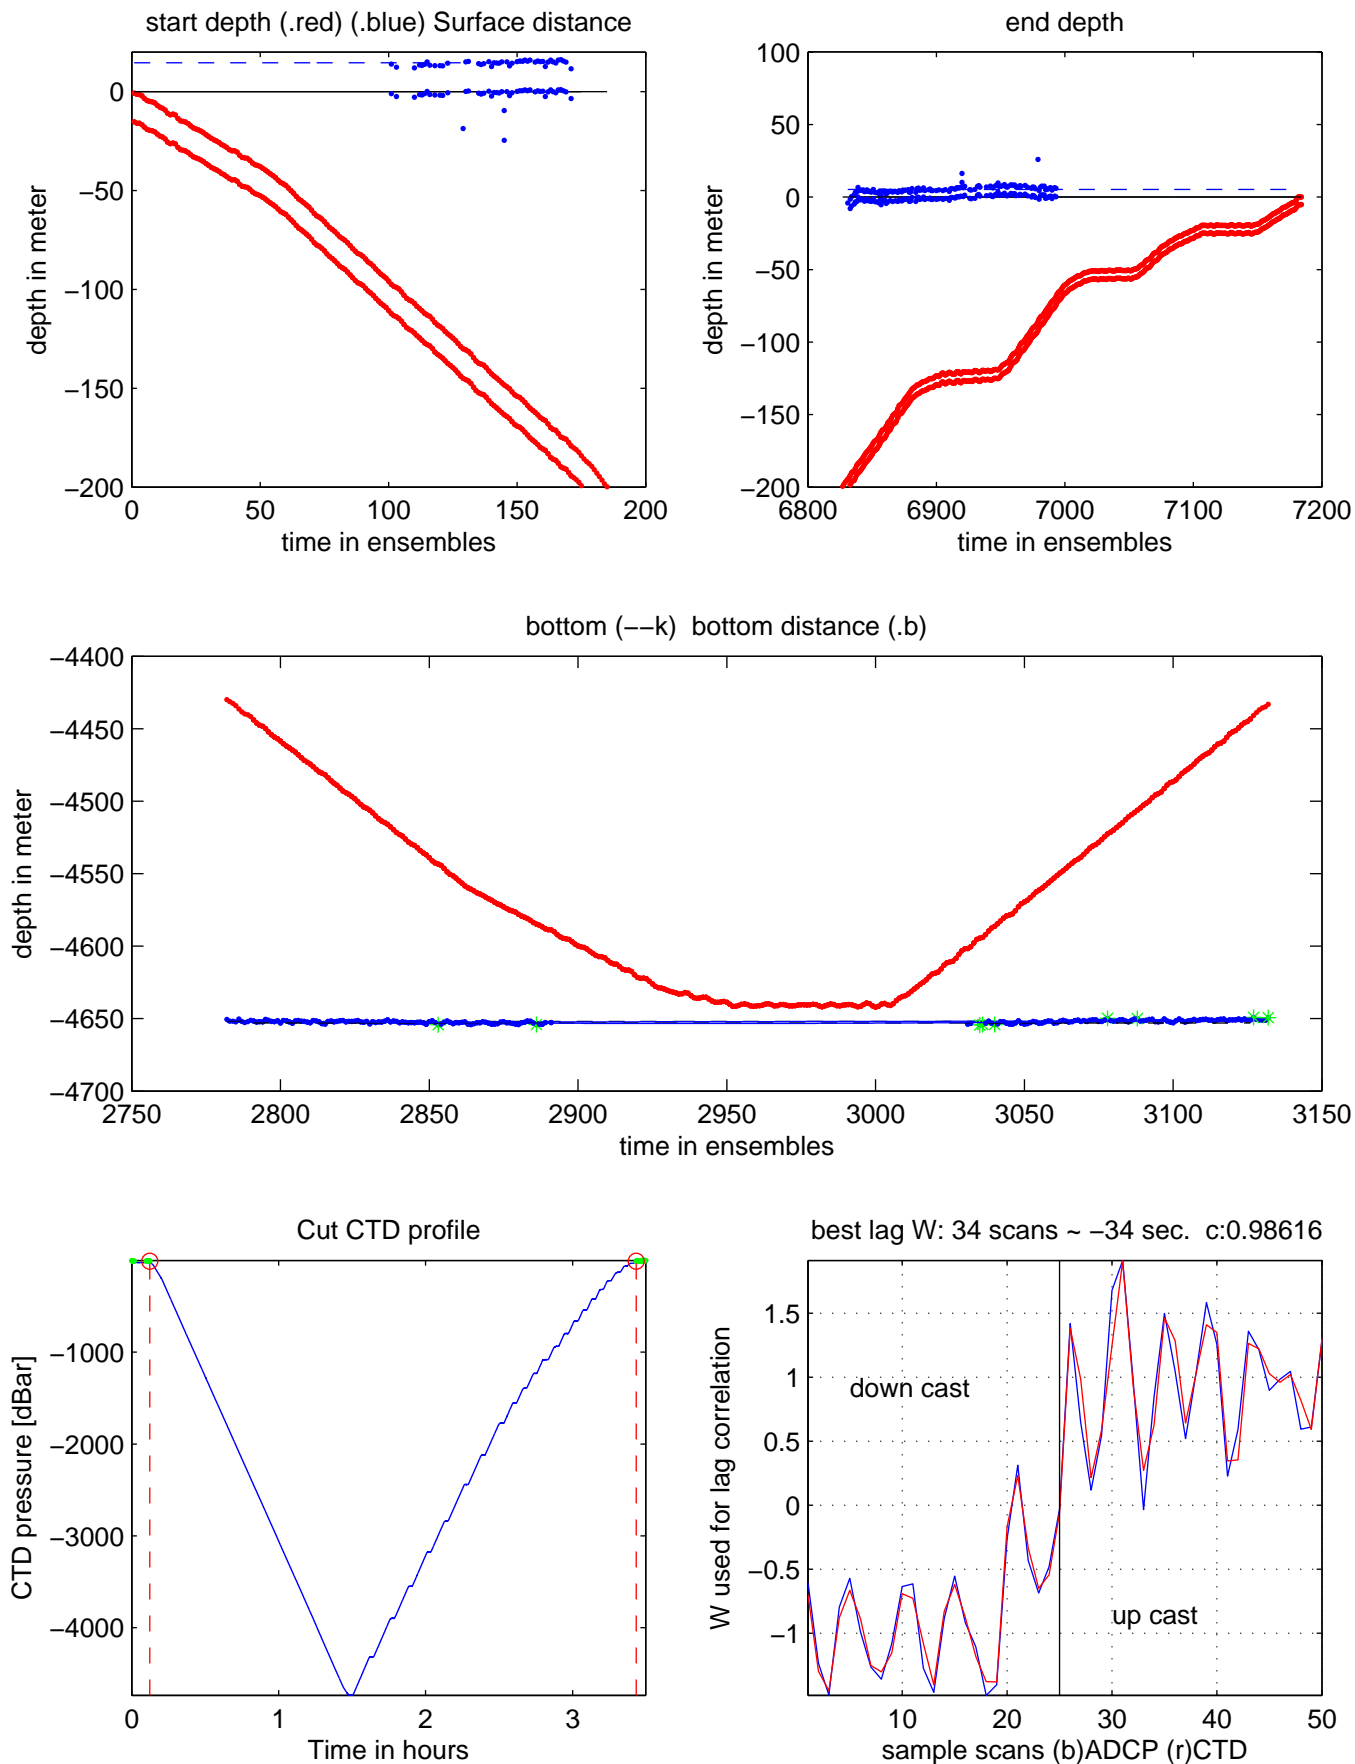 start depth (.red) (.blue) Surface distance
0
−50
−100
−150
−200
depth in meter
0 50 100 150 200
time in ensembles
end depth
100
50
0
−50
−100
−150
−200
depth in meter
6800 6900 7000 7100 7200
time in ensembles
bottom (−−k)  bottom distance (.b)
−4400
−4450
−4500
−4550
−4600
−4650
−4700
depth in meter
2750 2800 2850 2900 2950 3000 3050 3100 3150
time in ensembles
Cut CTD profile
−1000
−2000
−3000
−4000
CTD pressure [dBar]
0 1 2 3
Time in hours
best lag W: 34 scans ~ −34 sec.  c:0.98616
1.5
1
0.5
0
−0.5
−1
W used for lag correlation
down cast
up cast
10 20 30 40 50
sample scans (b)ADCP (r)CTD